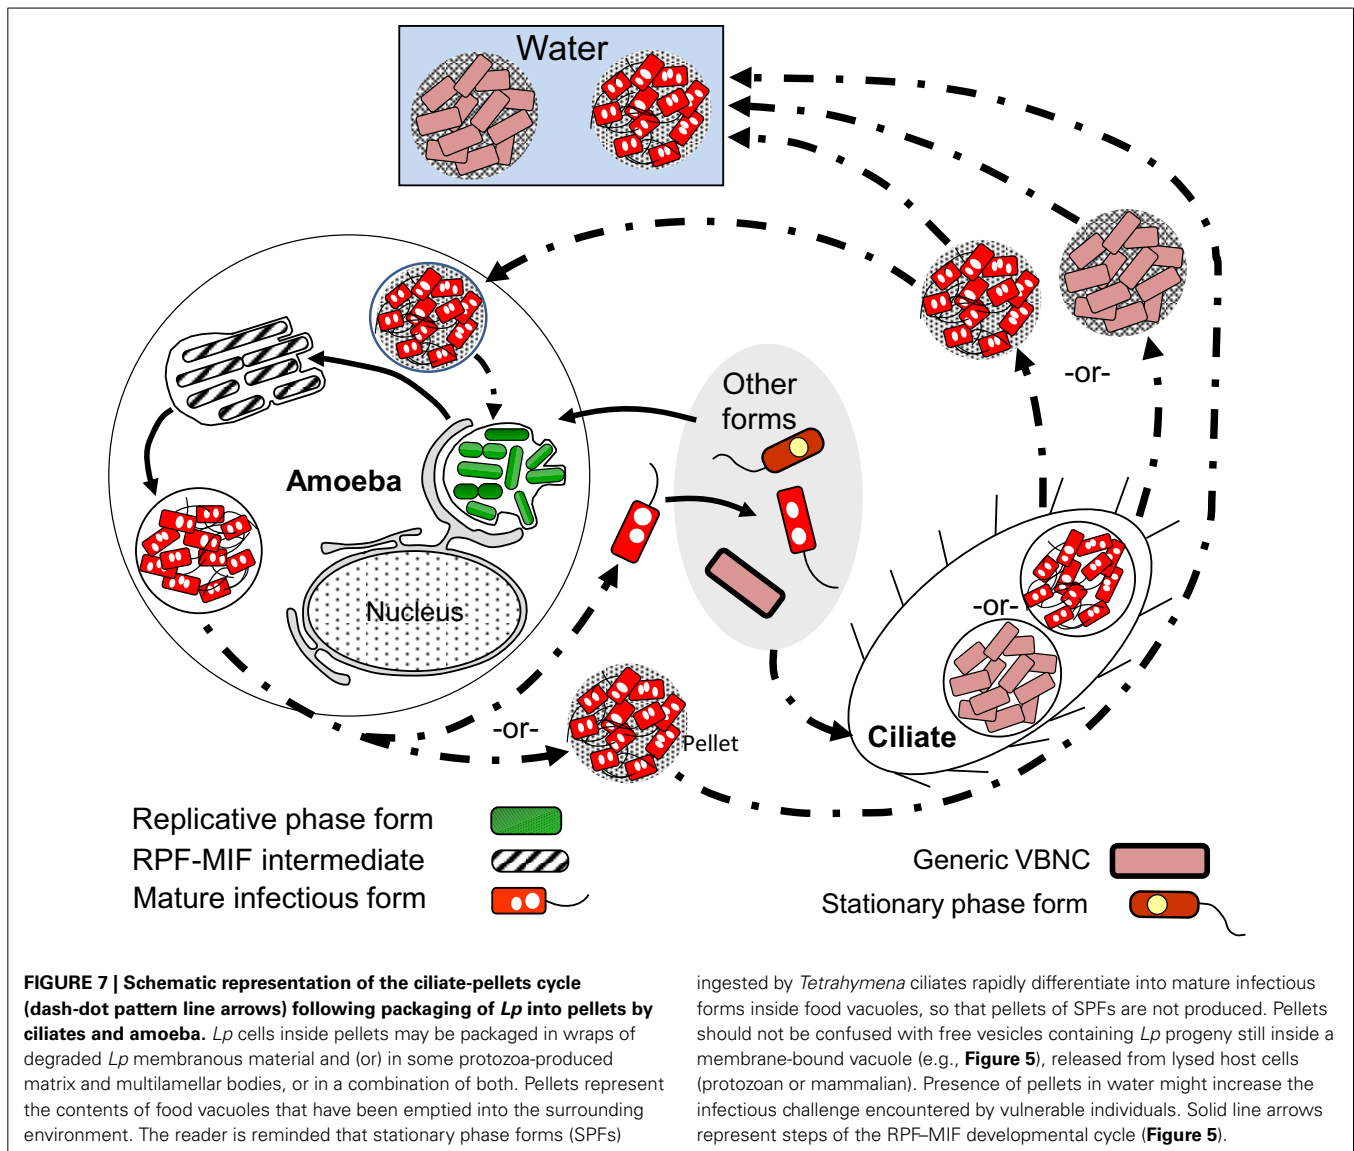 Water
Other
forms
-or-
Amoeba
Nucleus
-or-
Ciliate
-or-
Pellet
Replicative phase form
RPF-MIF intermediate
Mature infectious form
Generic VBNC
Stationary phase form
FIGURE 7 | Schematic representation of the ciliate-pellets cycle
(dash-dot pattern line arrows) following packaging of Lp into pellets by
ciliates and amoeba. Lp cells inside pellets may be packaged in wraps of
degraded Lp membranous material and (or) in some protozoa-produced
matrix and multilamellar bodies, or in a combination of both. Pellets represent
the contents of food vacuoles that have been emptied into the surrounding
environment. The reader is reminded that stationary phase forms (SPFs)
ingested by Tetrahymena ciliates rapidly differentiate into mature infectious
forms inside food vacuoles, so that pellets of SPFs are not produced. Pellets
should not be confused with free vesicles containing Lp progeny still inside a
membrane-bound vacuole (e.g., Figure 5), released from lysed host cells
(protozoan or mammalian). Presence of pellets in water might increase the
infectious challenge encountered by vulnerable individuals. Solid line arrows
represent steps of the RPF–MIF developmental cycle (Figure 5).